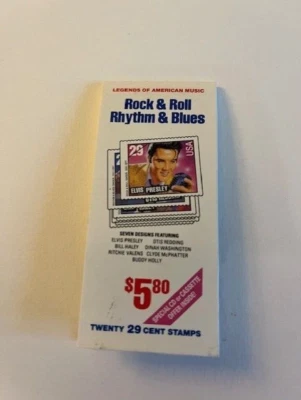 LEGENDS OF AMERICAN MUSIC
Rock & Roll
Rhythm & Blues
29
USA
ELVIS PRESLEY
SEVEN DESIGNS FEATURING
ELVIS PRESLEY OTIS REDDING
BILL HALEY DINAH WASHINGTON
RITCHIE VALENS CLYDE McPHATTER
BUDDY HOLLY
$5.80
SPECIAL CD or CASSETTE
OFFER INSIDE!
TWENTY 29 CENT STAMPS